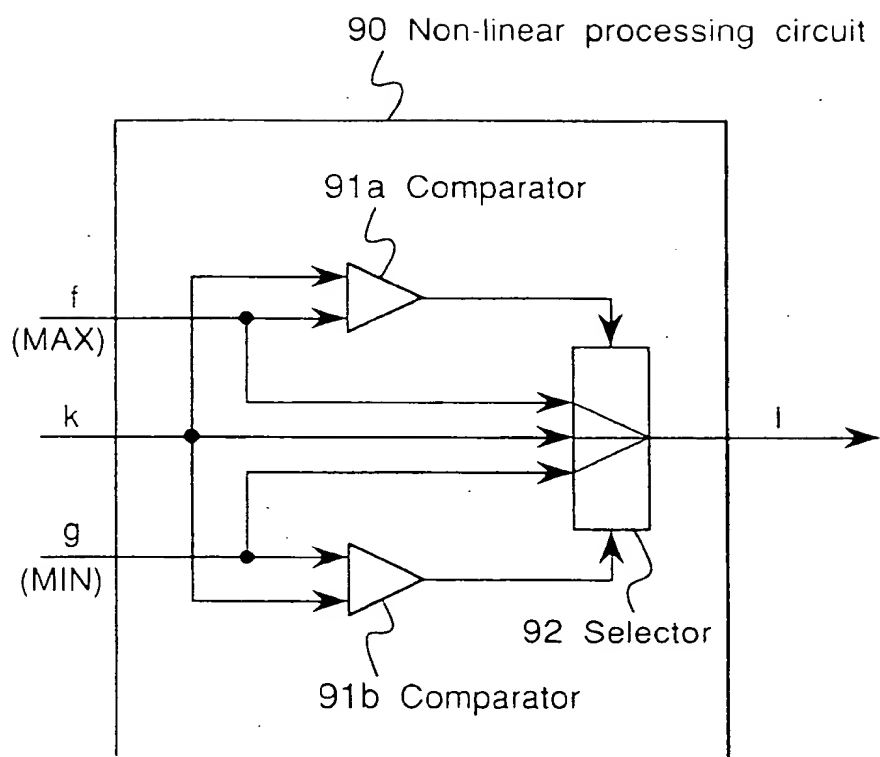 90 Non-linear processing circuit
91a Comparator
f
(MAX)
k
l
g
(MIN)
92 Selector
91b Comparator